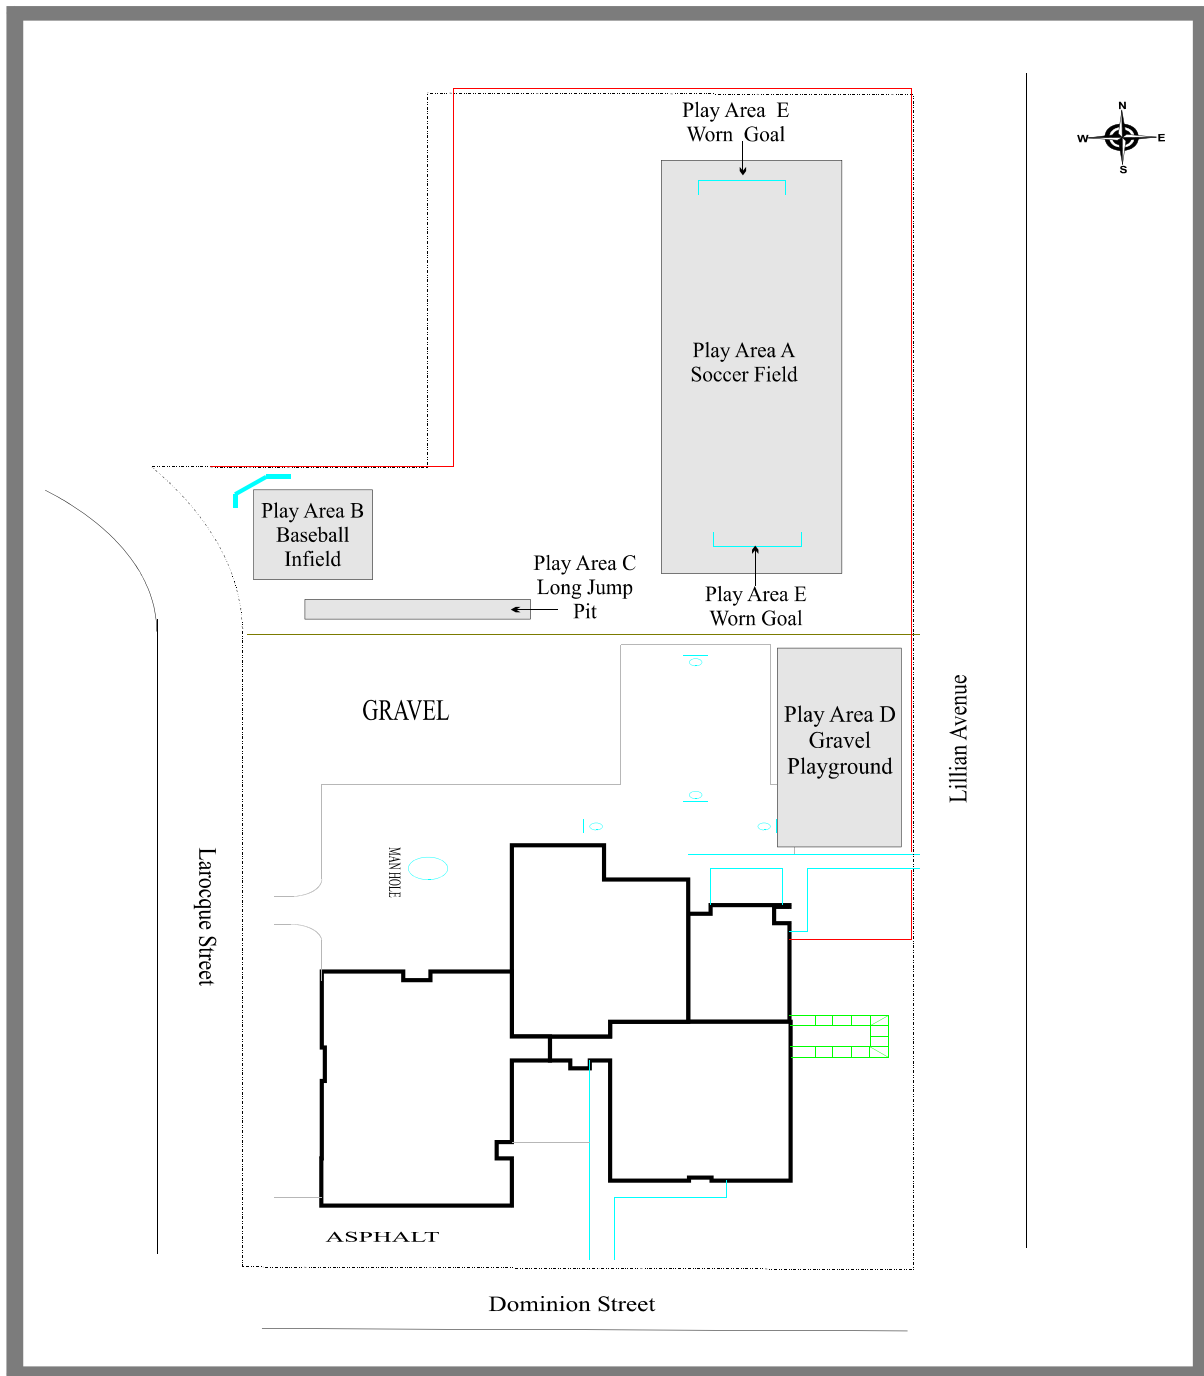 Play Area E
Worn Goal
N
W
E
S
Play Area A
Soccer Field
Play Area B
Baseball
Infield
Play Area C
Long Jump
Pit
Play Area E
Worn Goal
GRAVEL
Play Area D
Gravel
Playground
Lillian Avenue
MAN HOLE
Larocque Street
ASPHALT
Dominion Street